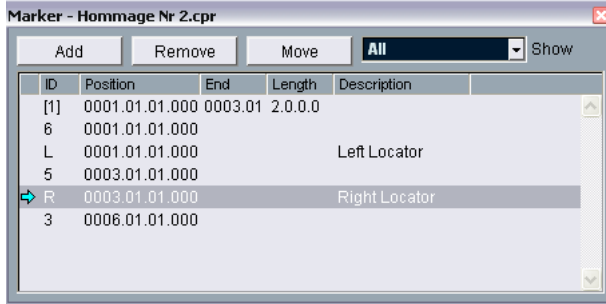 Marker - Hommage Nr 2.cpr
Add Remove Move All Show
ID Position End Length Description
[1] 0001.01.01.000 0003.01 2.0.0.0
6 0001.01.01.000
L 0001.01.01.000 Left Locator
5 0003.01.01.000
R 0003.01.01.000 Right Locator
3 0006.01.01.000